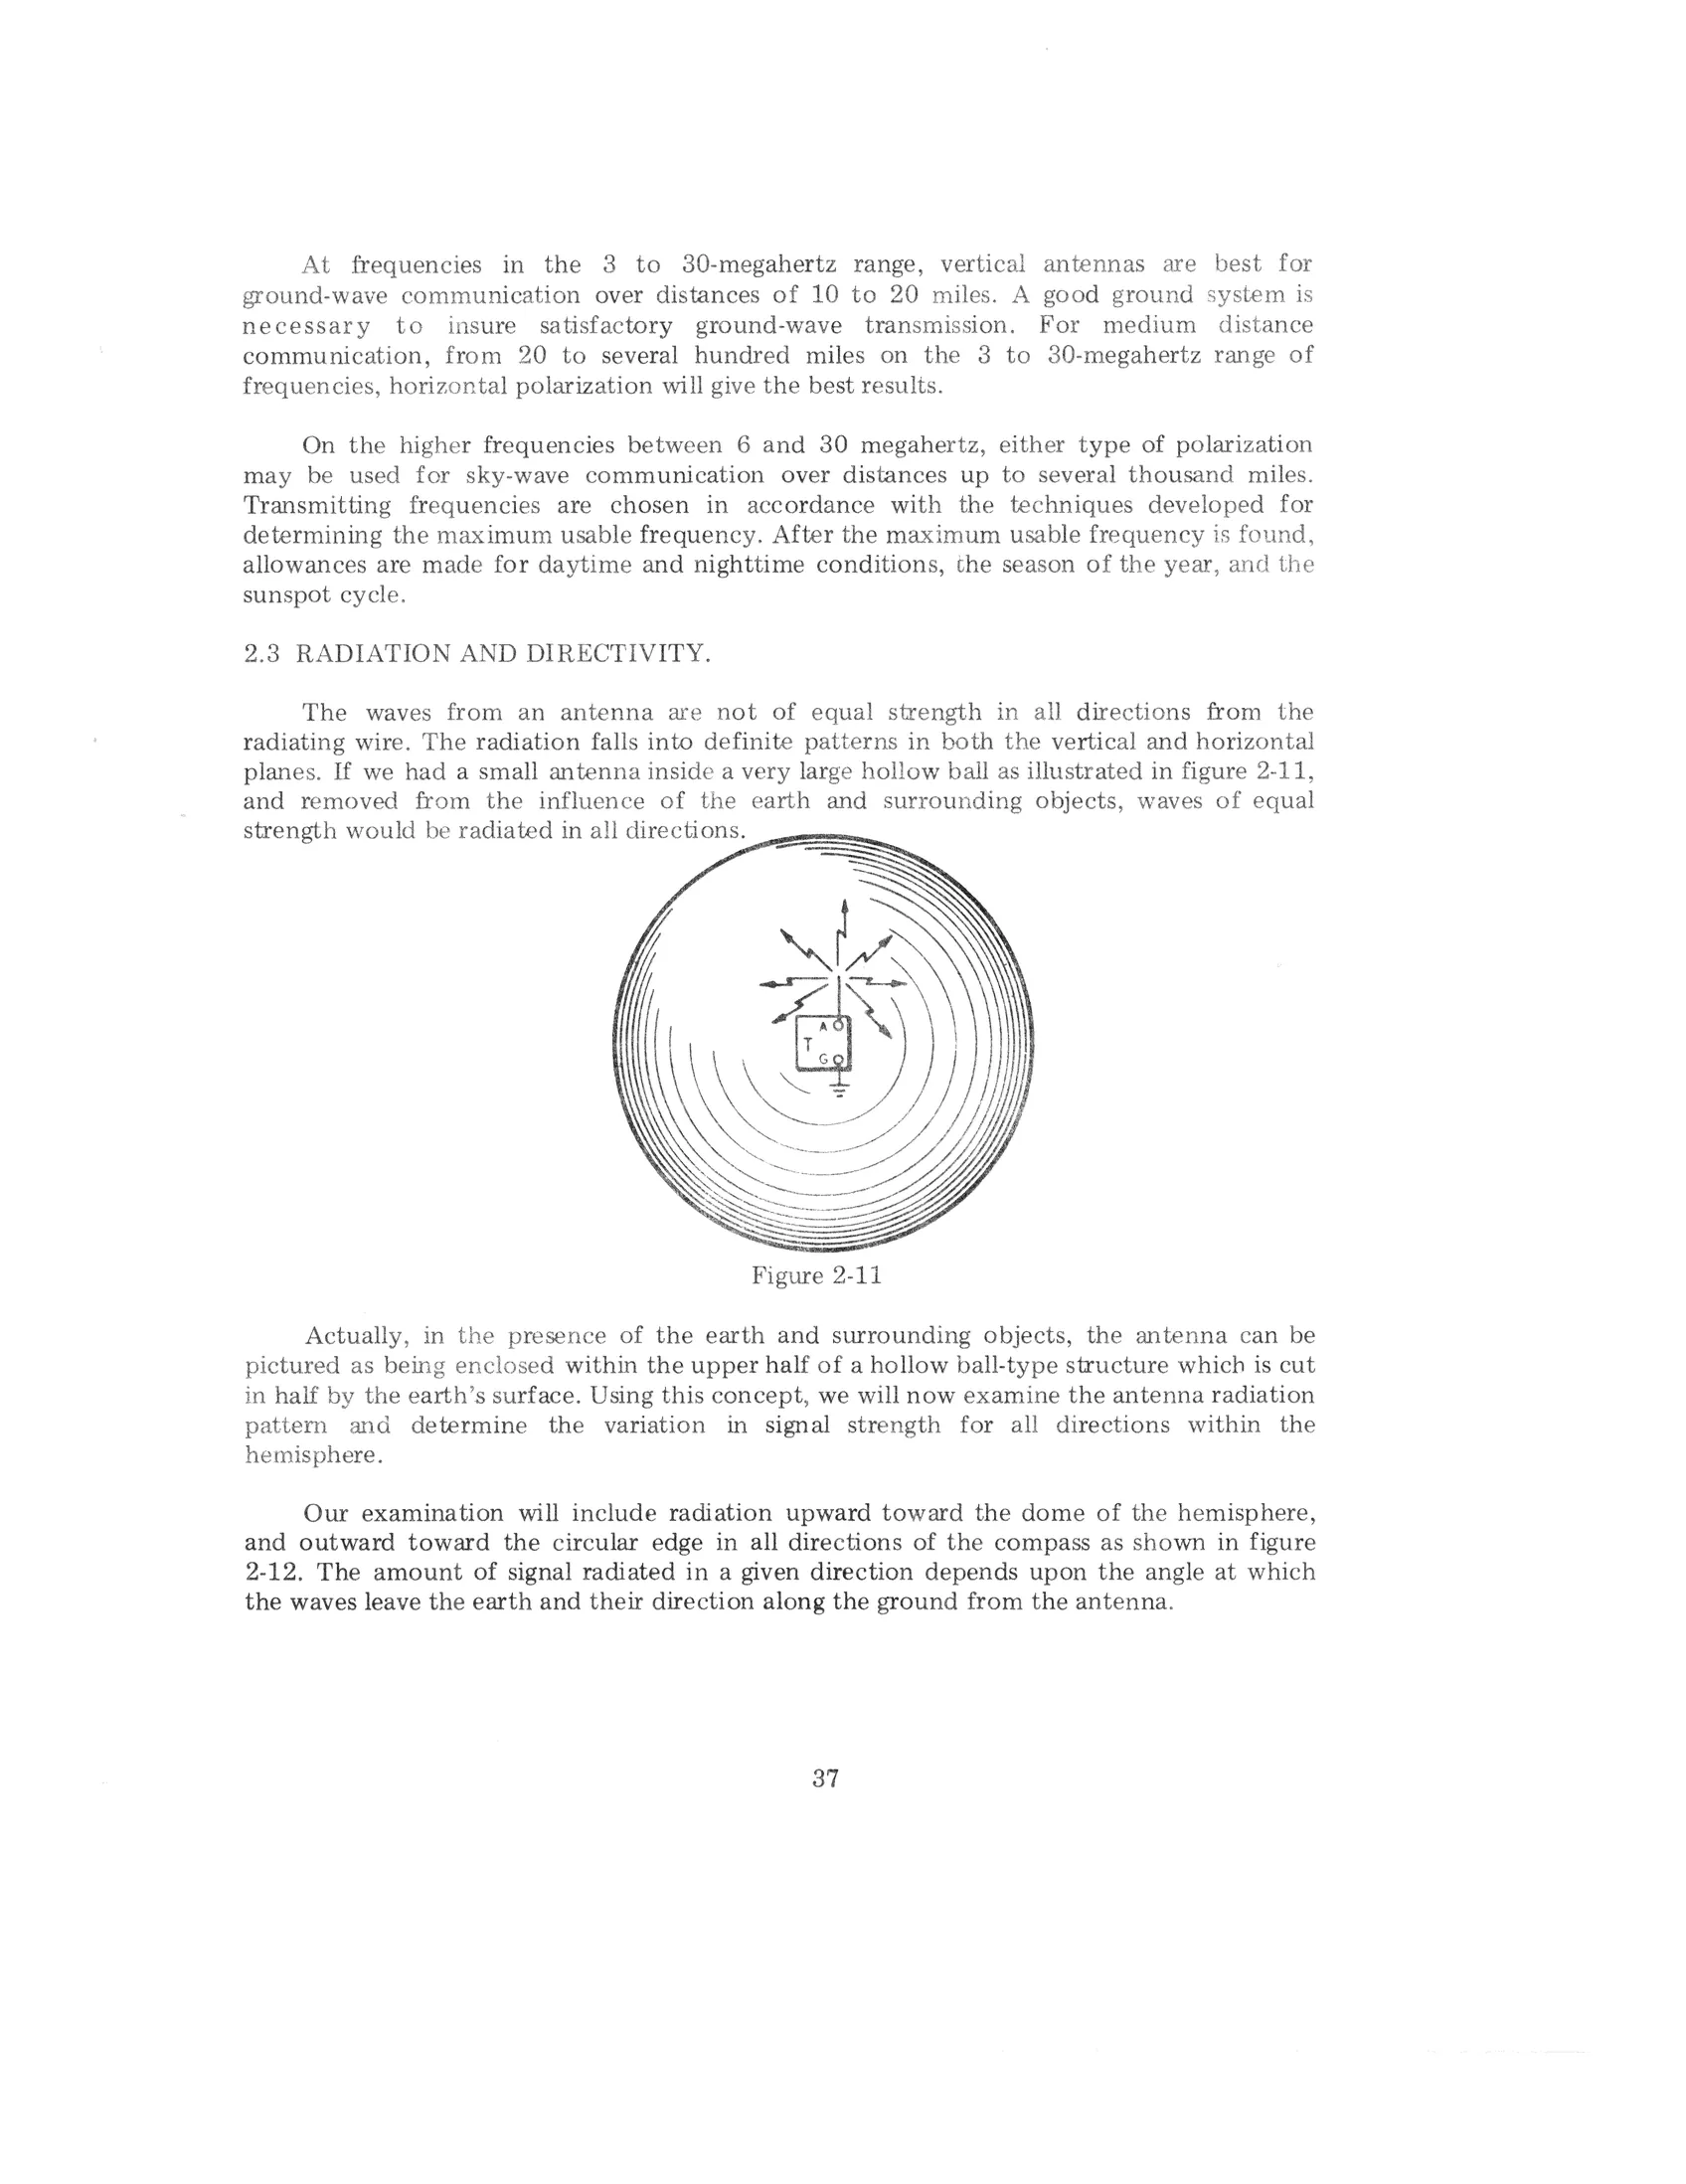 At frequencies in the 3 to 30-megahertz range, vertical antennas are best for
ground-wave communication over distances of 10 to 20 miles. A good ground system is
necessary to insure satisfactory ground-wave transmission. For medium distance
communication, from 20 to several hundred miles on the 3 to 30-megahertz range of
frequencies, horizontal polarization will give the best results.
On the higher frequencies between 6 and 30 megahertz, either type of polarization
may be used for sky-wave communication over distances up to several thousand miles.
Transmitting frequencies are chosen in accordance with the techniques developed for
determining the maximum usable frequency. After the maximum usable frequency is found,
allowances are made for daytime and nighttime conditions, the season of the year, and the
sunspot cycle.
2.3 RADIATION AND DIRECTIVITY.
The waves from an antenna are not of equal strength in all directions from the
radiating wire. The radiation falls into definite patterns in both the vertical and horizontal
planes. If we had a small antenna inside a very large hollow ball as illustrated in figure 2-11,
and removed from the influence of the earth and surrounding objects, waves of equal
strength would be radiated in all directions.
A
T
G
Figure 2-11
Actually, in the presence of the earth and surrounding objects, the antenna can be
pictured as being enclosed within the upper half of a hollow ball-type structure which is cut
in half by the earth's surface. Using this concept, we will now examine the antenna radiation
pattern and determine the variation in signal strength for all directions within the
hemisphere.
Our examination will include radiation upward toward the dome of the hemisphere,
and outward toward the circular edge in all directions of the compass as shown in figure
2-12. The amount of signal radiated in a given direction depends upon the angle at which
the waves leave the earth and their direction along the ground from the antenna.
37